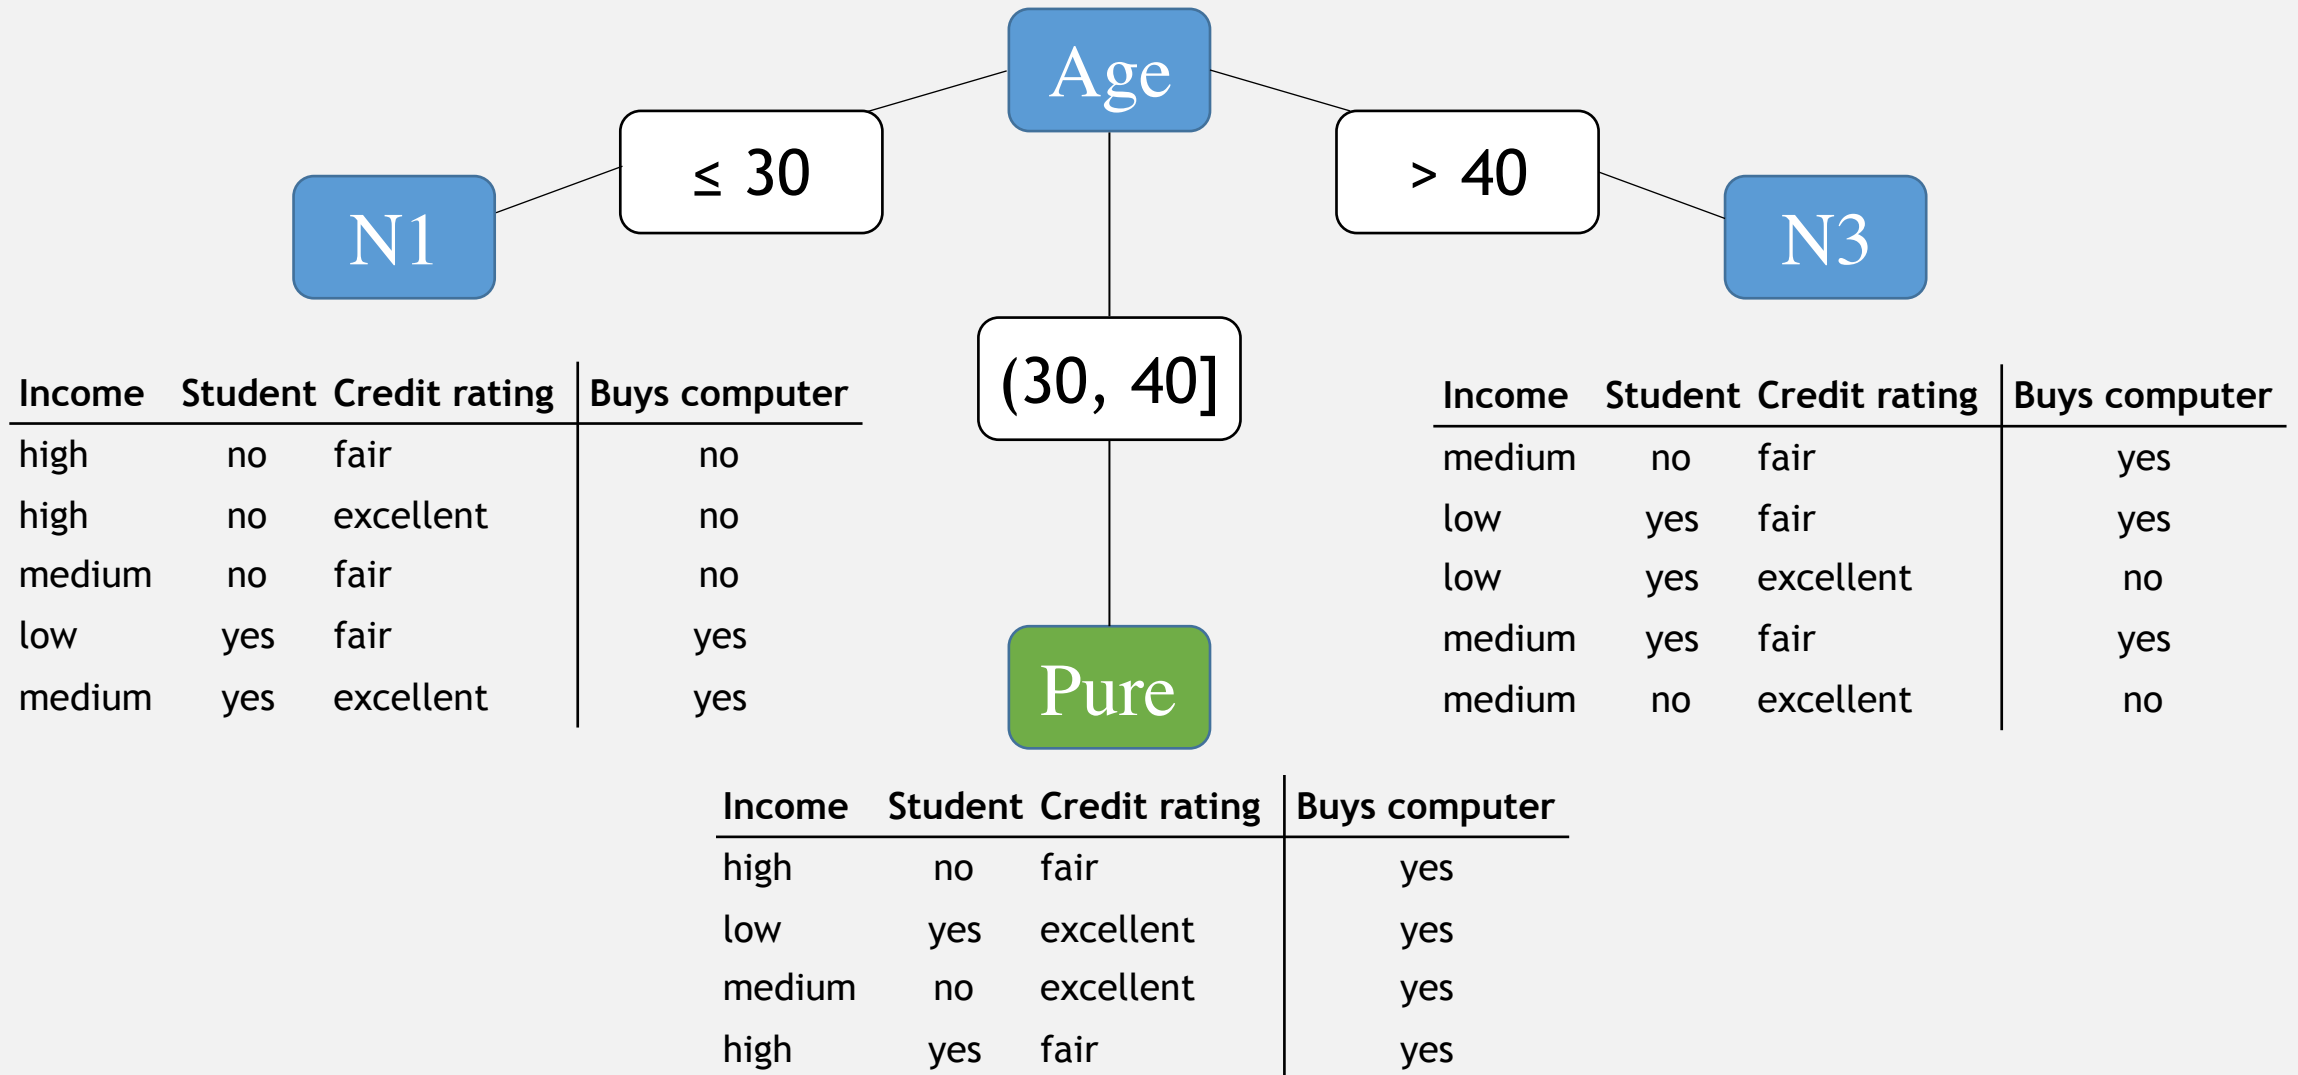 Age
≤ 30
> 40
N1
N3
(30, 40]
Income Student Credit rating Buys computer
high no fair no
high no excellent no
medium no fair no
low yes fair yes
medium yes excellent yes
Income Student Credit rating Buys computer
medium no fair yes
low yes fair yes
low yes excellent no
medium yes fair yes
medium no excellent no
Pure
Income Student Credit rating Buys computer
high no fair yes
low yes excellent yes
medium no excellent yes
high yes fair yes